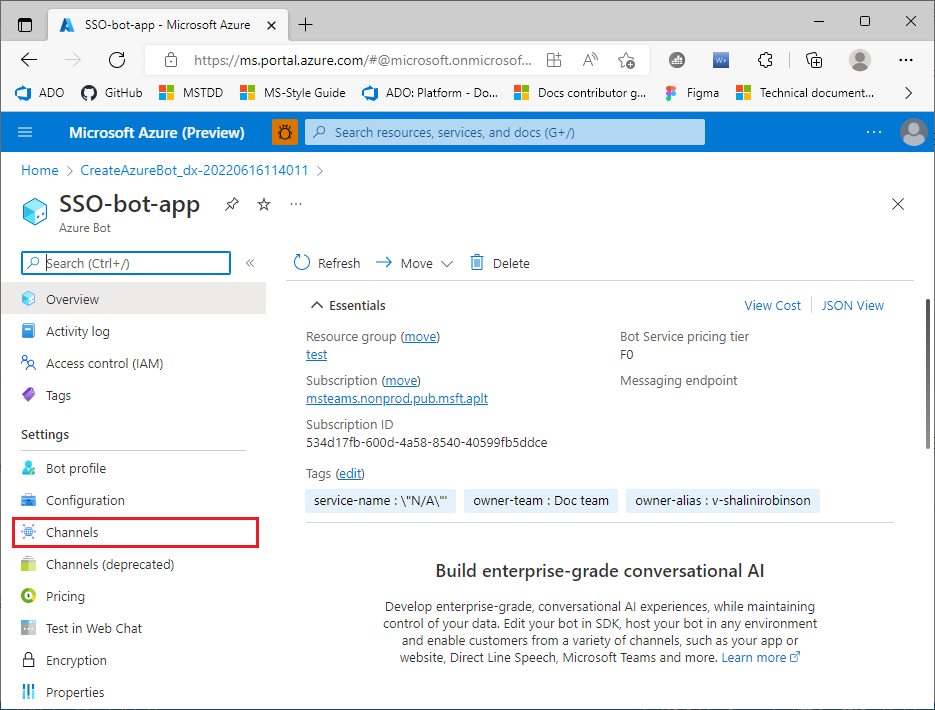 SSO-bot-app - Microsoft Azure
https://ms.portal.azure.com/#@microsoft.onmicrosof...
ADO
GitHub
MSTDD
MS-Style Guide
ADO: Platform - Do...
Docs contributor g...
Figma
Technical document...
Microsoft Azure (Preview)
Search resources, services, and docs (G+/)
Home > CreateAzureBot_dx-20220616114011 >
SSO-bot-app
Azure Bot
Search (Ctrl+/)
Refresh
Move
Delete
Overview
Activity log
Access control (IAM)
Tags
Settings
Bot profile
Configuration
Channels
Channels (deprecated)
Pricing
Test in Web Chat
Encryption
Properties
Essentials
View Cost
JSON View
Resource group (move)
test
Subscription (move)
msteams.nonprod.pub.msft.aplt
Subscription ID
534d17fb-600d-4a58-8540-40599fb5ddce
Bot Service pricing tier
F0
Messaging endpoint
Tags (edit)
service-name : \"N/A\"'
owner-team : Doc team
owner-alias : v-shalinirobinson
Build enterprise-grade conversational AI
Develop enterprise-grade, conversational AI experiences, while maintaining
control of your data. Edit your bot in SDK, host your bot in any environment
and enable customers from a variety of channels, such as your app or
website, Direct Line Speech, Microsoft Teams and more. Learn more